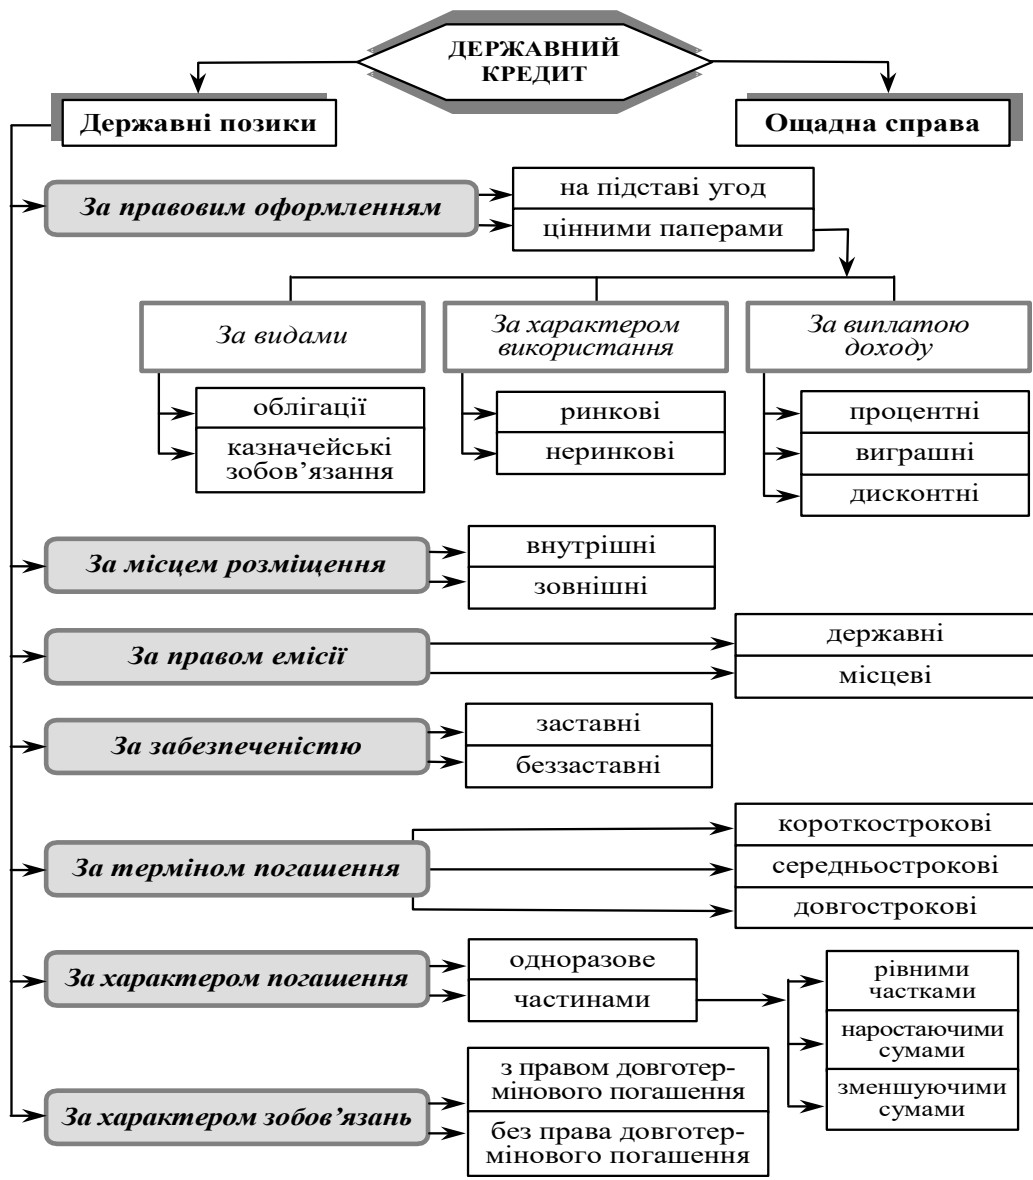 ДЕРЖАВНИЙ
КРЕДИТ
Державні позики
Ощадна справа
За правовим оформленням
на підставі угод
цінними паперами
За видами
За характером
використання
За виплатою
доходу
облігації
казначейські
зобов’язання
ринкові
неринкові
процентні
виграшні
дисконтні
За місцем розміщення
внутрішні
зовнішні
За правом емісії
державні
місцеві
За забезпеченістю
заставні
беззаставні
За терміном погашення
короткострокові
середньострокові
довгострокові
За характером погашення
одноразове
частинами
рівними
частками
наростаючими
сумами
зменшуючими
сумами
За характером зобов’язань
з правом довготер-
мінового погашення
без права довготер-
мінового погашення